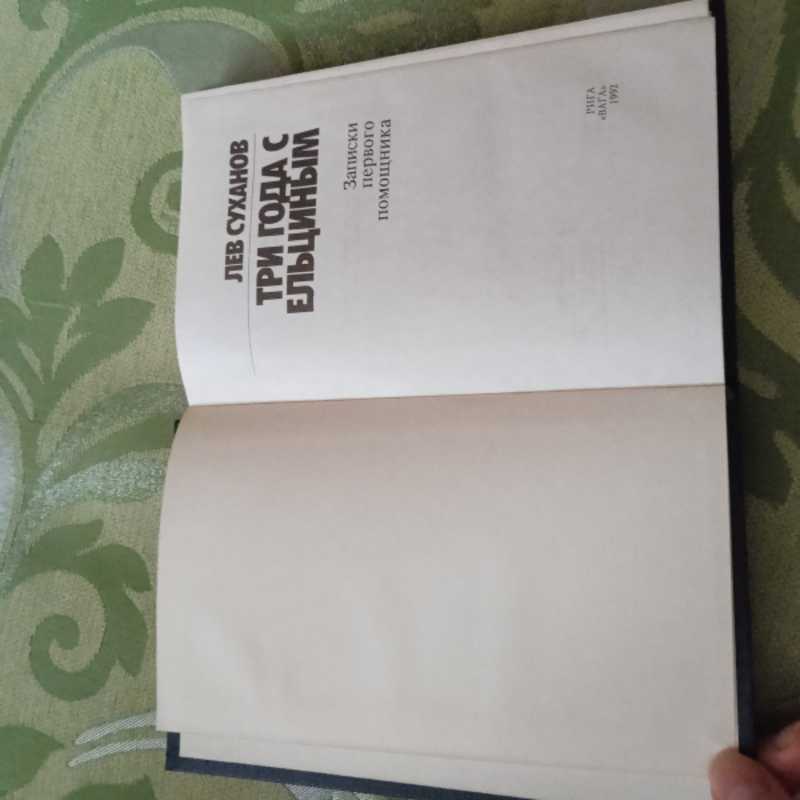 ЛЕВ СУХАНОВ
ТРИ ГОДА С
ЕЛЬЦИНЫМ
Записки
первого
помощника
РИГА
«ВАГА»
1992